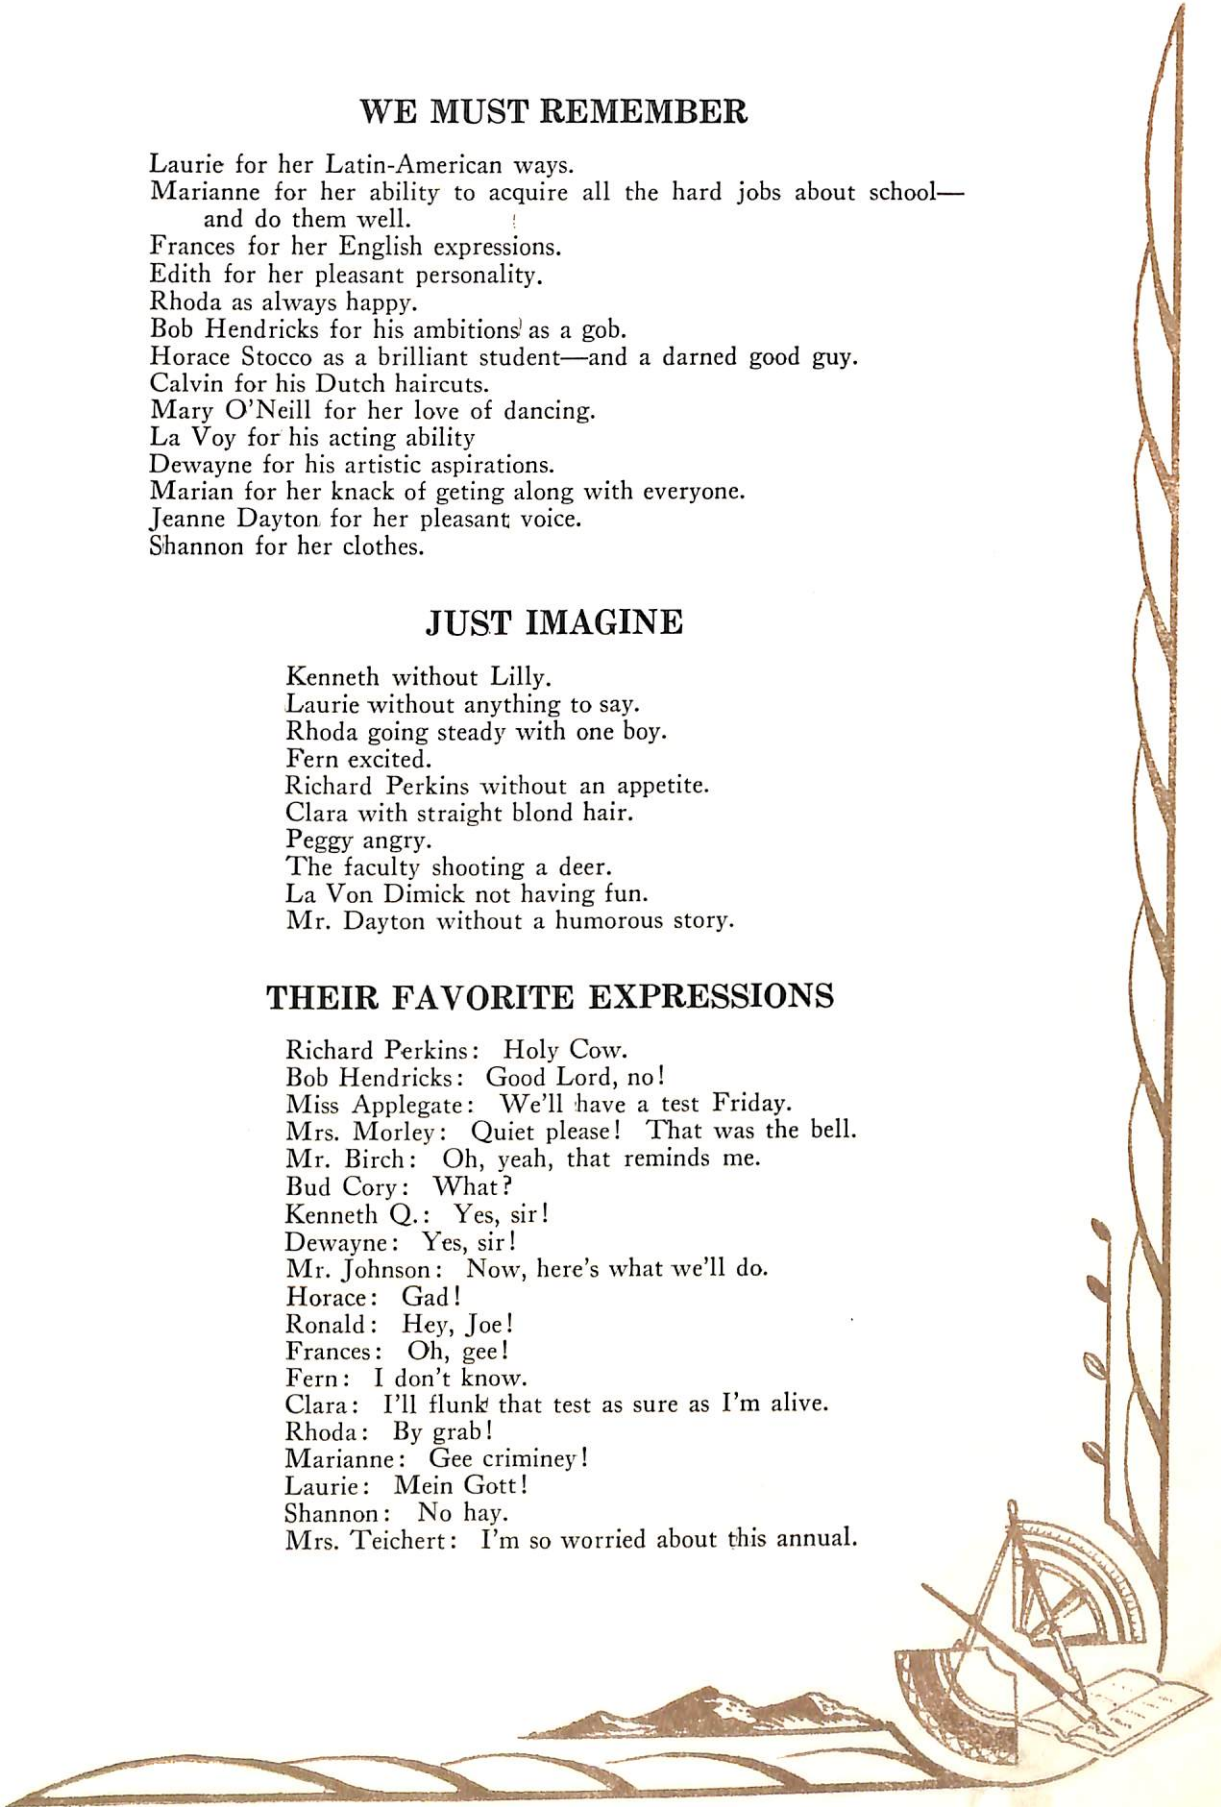 WE MUST REMEMBER
Laurie for her Latin-American ways.
Marianne for her ability to acquire all the hard jobs about school—
and do them well.
Frances for her English expressions.
Edith for her pleasant personality.
Rhoda as always happy.
Bob Hendricks for his ambitions as a gob.
Horace Stocco as a brilliant student—and a darned good guy.
Calvin for his Dutch haircuts.
Mary O'Neill for her love of dancing.
La Voy for his acting ability
Dewayne for his artistic aspirations.
Marian for her knack of geting along with everyone.
Jeanne Dayton for her pleasant voice.
Shannon for her clothes.
JUST IMAGINE
Kenneth without Lilly.
Laurie without anything to say.
Rhoda going steady with one boy.
Fern excited.
Richard Perkins without an appetite.
Clara with straight blond hair.
Peggy angry.
The faculty shooting a deer.
La Von Dimick not having fun.
Mr. Dayton without a humorous story.
THEIR FAVORITE EXPRESSIONS
Richard Perkins: Holy Cow.
Bob Hendricks: Good Lord, no!
Miss Applegate: We'll have a test Friday.
Mrs. Morley: Quiet please! That was the bell.
Mr. Birch: Oh, yeah, that reminds me.
Bud Cory: What?
Kenneth Q.: Yes, sir!
Dewayne: Yes, sir!
Mr. Johnson: Now, here's what we'll do.
Horace: Gad!
Ronald: Hey, Joe!
Frances: Oh, gee!
Fern: I don't know.
Clara: I'll flunk that test as sure as I'm alive.
Rhoda: By grab!
Marianne: Gee criminey!
Laurie: Mein Gott!
Shannon: No hay.
Mrs. Teichert: I'm so worried about this annual.